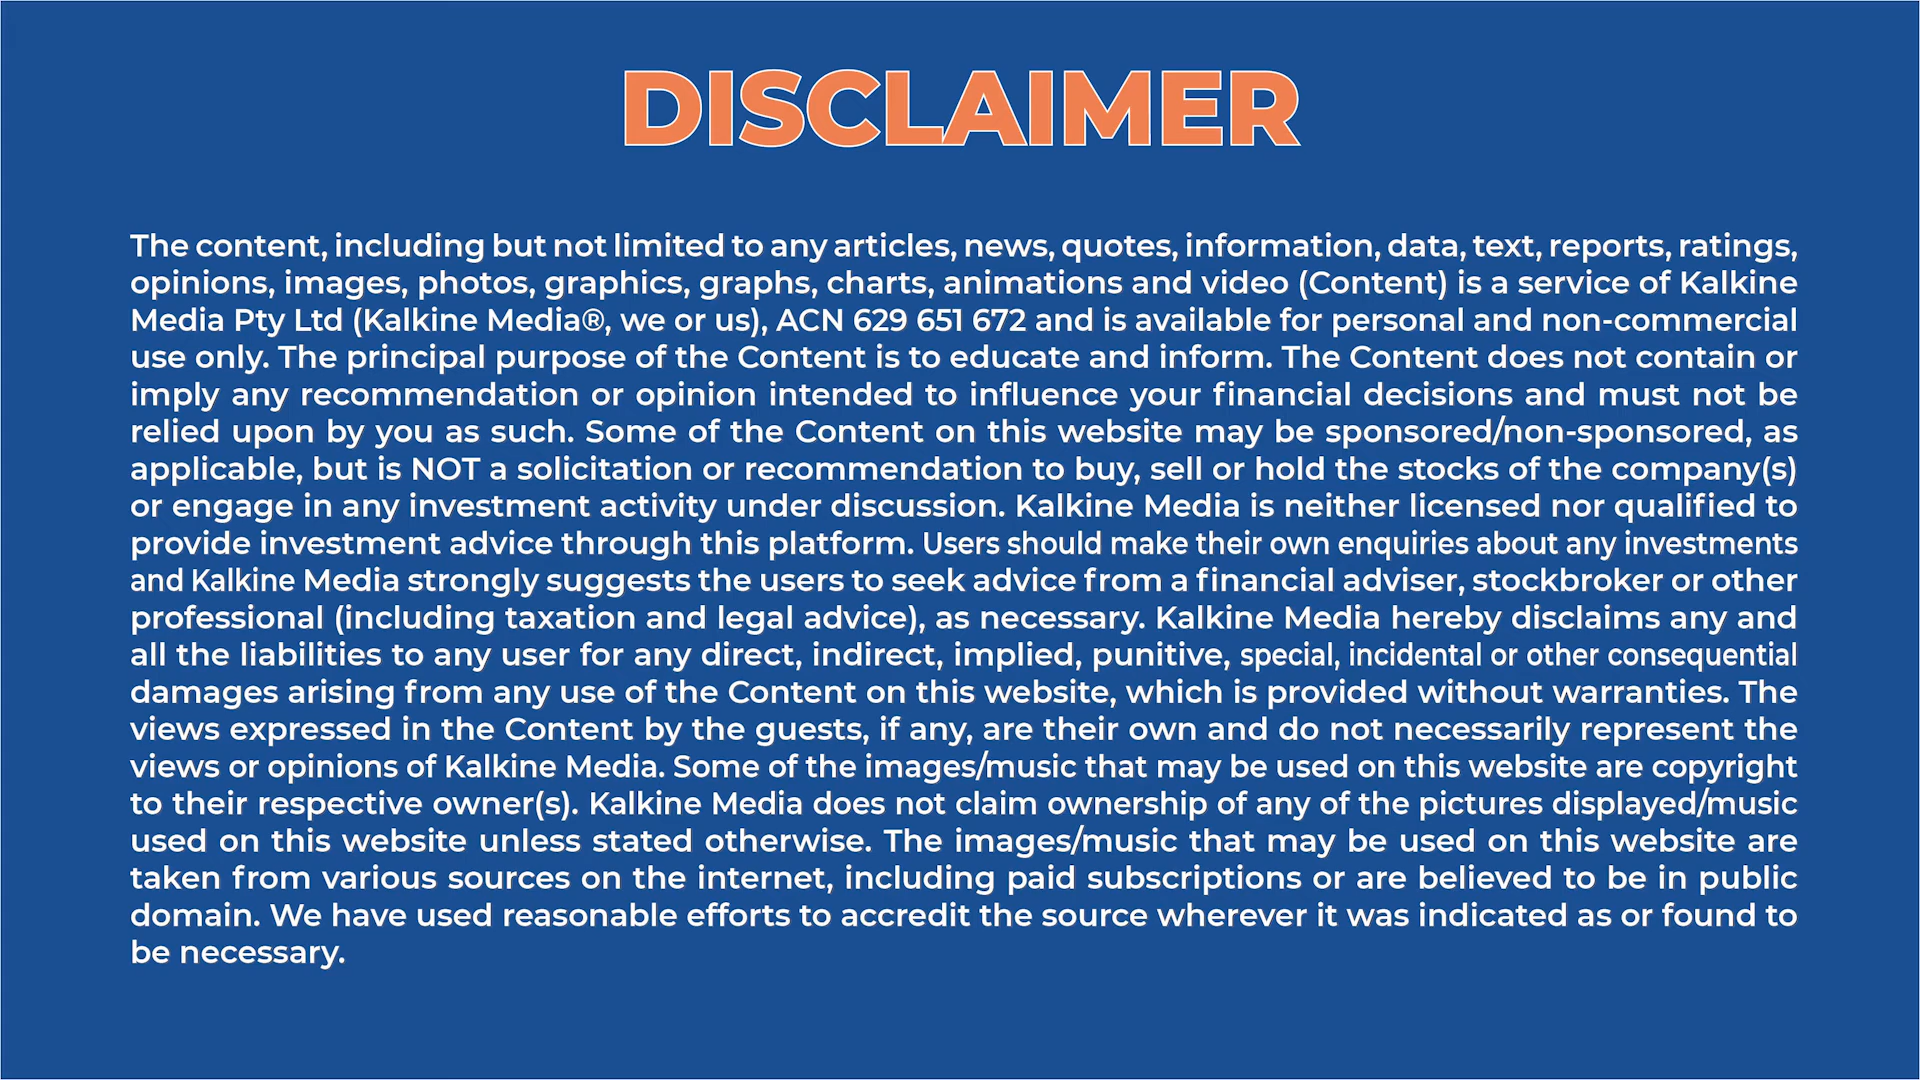 DISCLAIMER
The content, including but not limited to any articles, news, quotes, information, data, text, reports, ratings,
opinions, images, photos, graphics, graphs, charts, animations and video (Content) is a service of Kalkine
Media Pty Ltd (Kalkine Media®, we or us), ACN 629 651 672 and is available for personal and non-commercial
use only. The principal purpose of the Content is to educate and inform. The Content does not contain or
imply any recommendation or opinion intended to influence your financial decisions and must not be
relied upon by you as such. Some of the Content on this website may be sponsored/non-sponsored, as
applicable, but is NOT a solicitation or recommendation to buy, sell or hold the stocks of the company(s)
or engage in any investment activity under discussion. Kalkine Media is neither licensed nor qualified to
provide investment advice through this platform. Users should make their own enquiries about any investments
and Kalkine Media strongly suggests the users to seek advice from a financial adviser, stockbroker or other
professional (including taxation and legal advice), as necessary. Kalkine Media hereby disclaims any and
all the liabilities to any user for any direct, indirect, implied, punitive, special, incidental or other consequential
damages arising from any use of the Content on this website, which is provided without warranties. The
views expressed in the Content by the guests, if any, are their own and do not necessarily represent the
views or opinions of Kalkine Media. Some of the images/music that may be used on this website are copyright
to their respective owner(s). Kalkine Media does not claim ownership of any of the pictures displayed/music
used on this website unless stated otherwise. The images/music that may be used on this website are
taken from various sources on the internet, including paid subscriptions or are believed to be in public
domain. We have used reasonable efforts to accredit the source wherever it was indicated as or found to
be necessary.